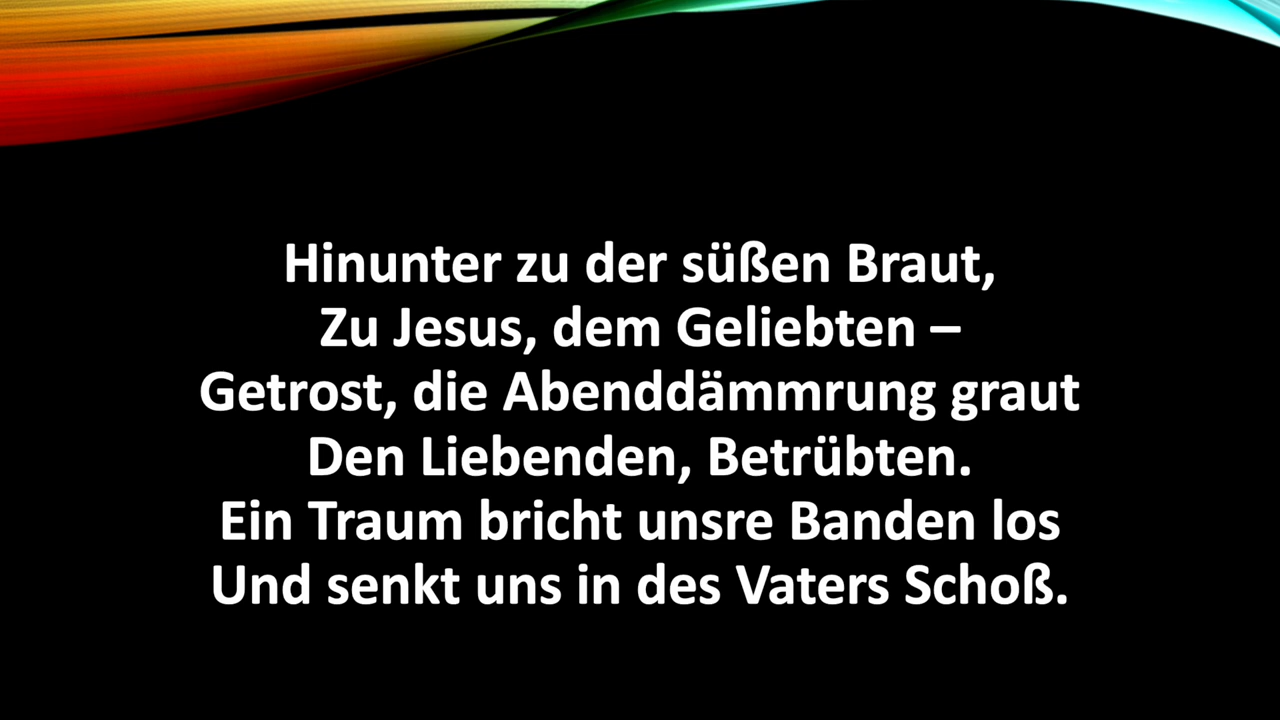 Hinunter zu der süßen Braut,
Zu Jesus, dem Geliebten –
Getrost, die Abenddämmrung graut
Den Liebenden, Betrübten.
Ein Traum bricht unsre Banden los
Und senkt uns in des Vaters Schoß.